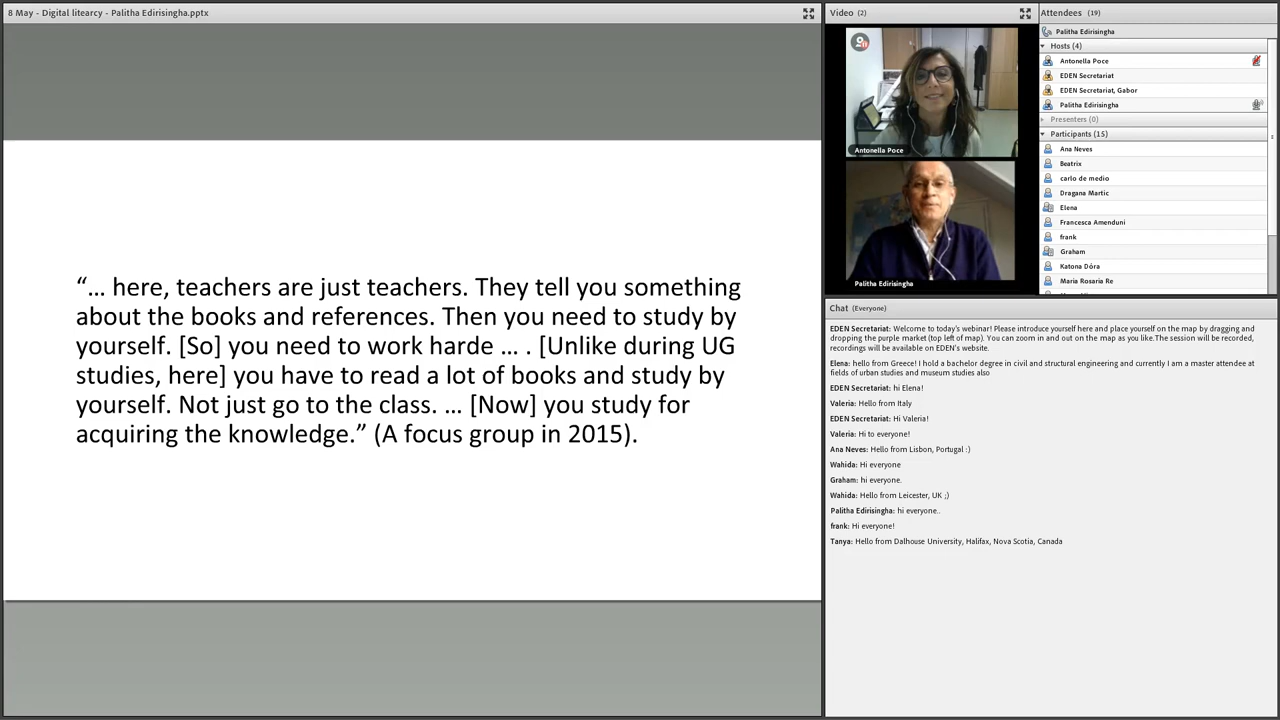 8 May - Digital litearcy - Palitha Edirisingha.pptx
“... here, teachers are just teachers. They tell you something
about the books and references. Then you need to study by
yourself. [So] you need to work harde ... . [Unlike during UG
studies, here] you have to read a lot of books and study by
yourself. Not just go to the class. ... [Now] you study for
acquiring the knowledge.” (A focus group in 2015).
Video (2)
Antonella Poce
Palitha Edirisingha
Attendees (19)
Palitha Edirisingha
Hosts (4)
Antonella Poce
EDEN Secretariat
EDEN Secretariat, Gabor
Palitha Edirisingha
Presenters (0)
Participants (15)
Ana Neves
Beatrix
carlo de medio
Dragana Martic
Elena
Francesca Amenduni
frank
Graham
Katona Dóra
Maria Rosaria Re
Chat (Everyone)
EDEN Secretariat: Welcome to today's webinar! Please introduce yourself here and place yourself on the map by dragging and
dropping the purple market (top left of map). You can zoom in and out on the map as you like.The session will be recorded,
recordings will be available on EDEN's website.
Elena: hello from Greece! I hold a bachelor degree in civil and structural engineering and currently I am a master attendee at
fields of urban studies and museum studies also
EDEN Secretariat: hi Elena!
Valeria: Hello from Italy
EDEN Secretariat: Hi Valeria!
Valeria: Hi to everyone!
Ana Neves: Hello from Lisbon, Portugal :)
Wahida: Hi everyone
Graham: hi everyone.
Wahida: Hello from Leicester, UK ;)
Palitha Edirisingha: hi everyone..
frank: Hi everyone!
Tanya: Hello from Dalhouse University, Halifax, Nova Scotia, Canada